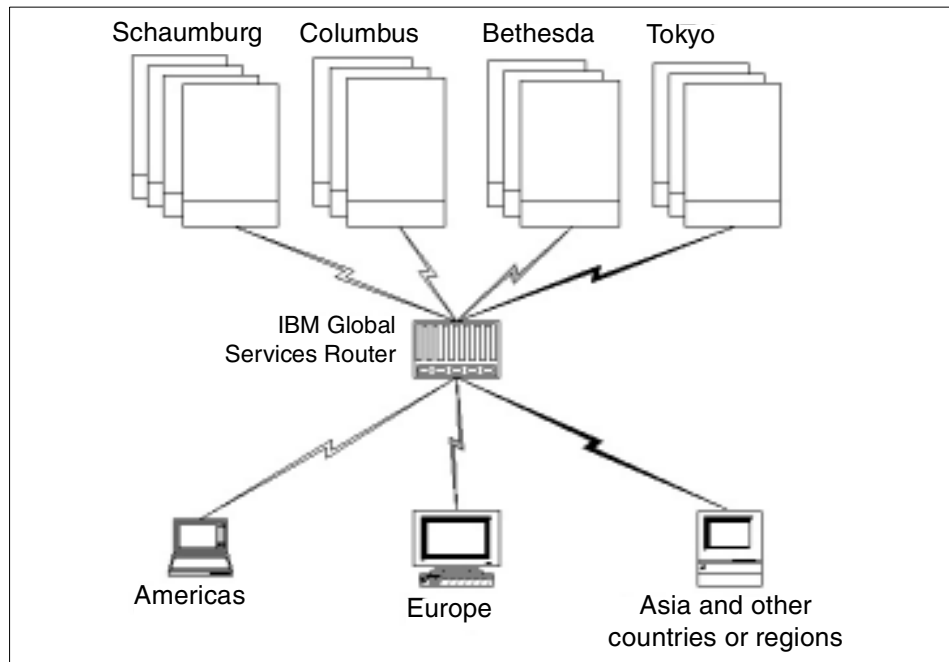 Schaumburg
Columbus
Bethesda
Tokyo
IBM Global
Services Router
Americas
Europe
Asia and other
countries or regions